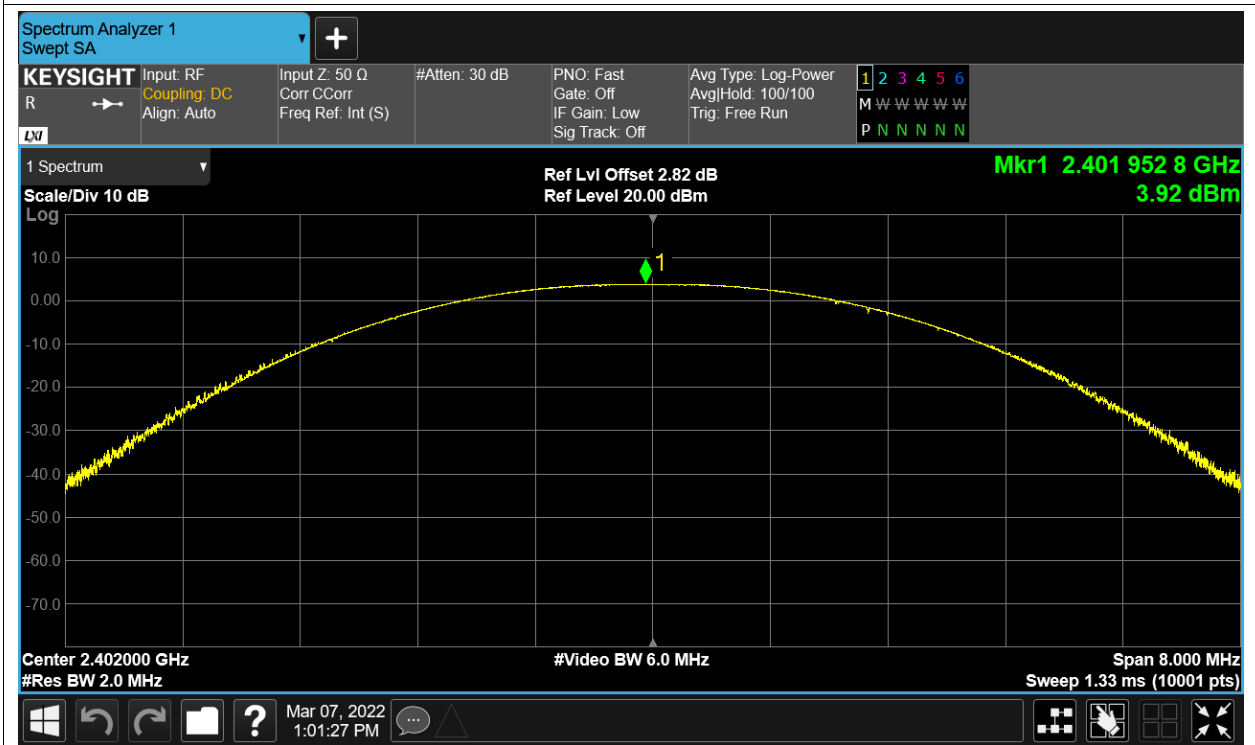 Spectrum Analyzer 1
Swept SA
+
KEYSIGHT
R
LXI
Input: RF
Coupling: DC
Align: Auto
Input Z: 50 Ω
Corr CCorr
Freq Ref: Int (S)
#Atten: 30 dB
PNO: Fast
Gate: Off
IF Gain: Low
Sig Track: Off
Avg Type: Log-Power
Avg|Hold: 100/100
Trig: Free Run
1 2 3 4 5 6
M W W W W W
P N N N N N
1 Spectrum
Scale/Div 10 dB
Log
Ref Lvl Offset 2.82 dB
Ref Level 20.00 dBm
Mkr1 2.401 952 8 GHz
3.92 dBm
1
10.0
0.00
-10.0
-20.0
-30.0
-40.0
-50.0
-60.0
-70.0
Center 2.402000 GHz
#Res BW 2.0 MHz
#Video BW 6.0 MHz
Span 8.000 MHz
Sweep 1.33 ms (10001 pts)
?
Mar 07, 2022
1:01:27 PM